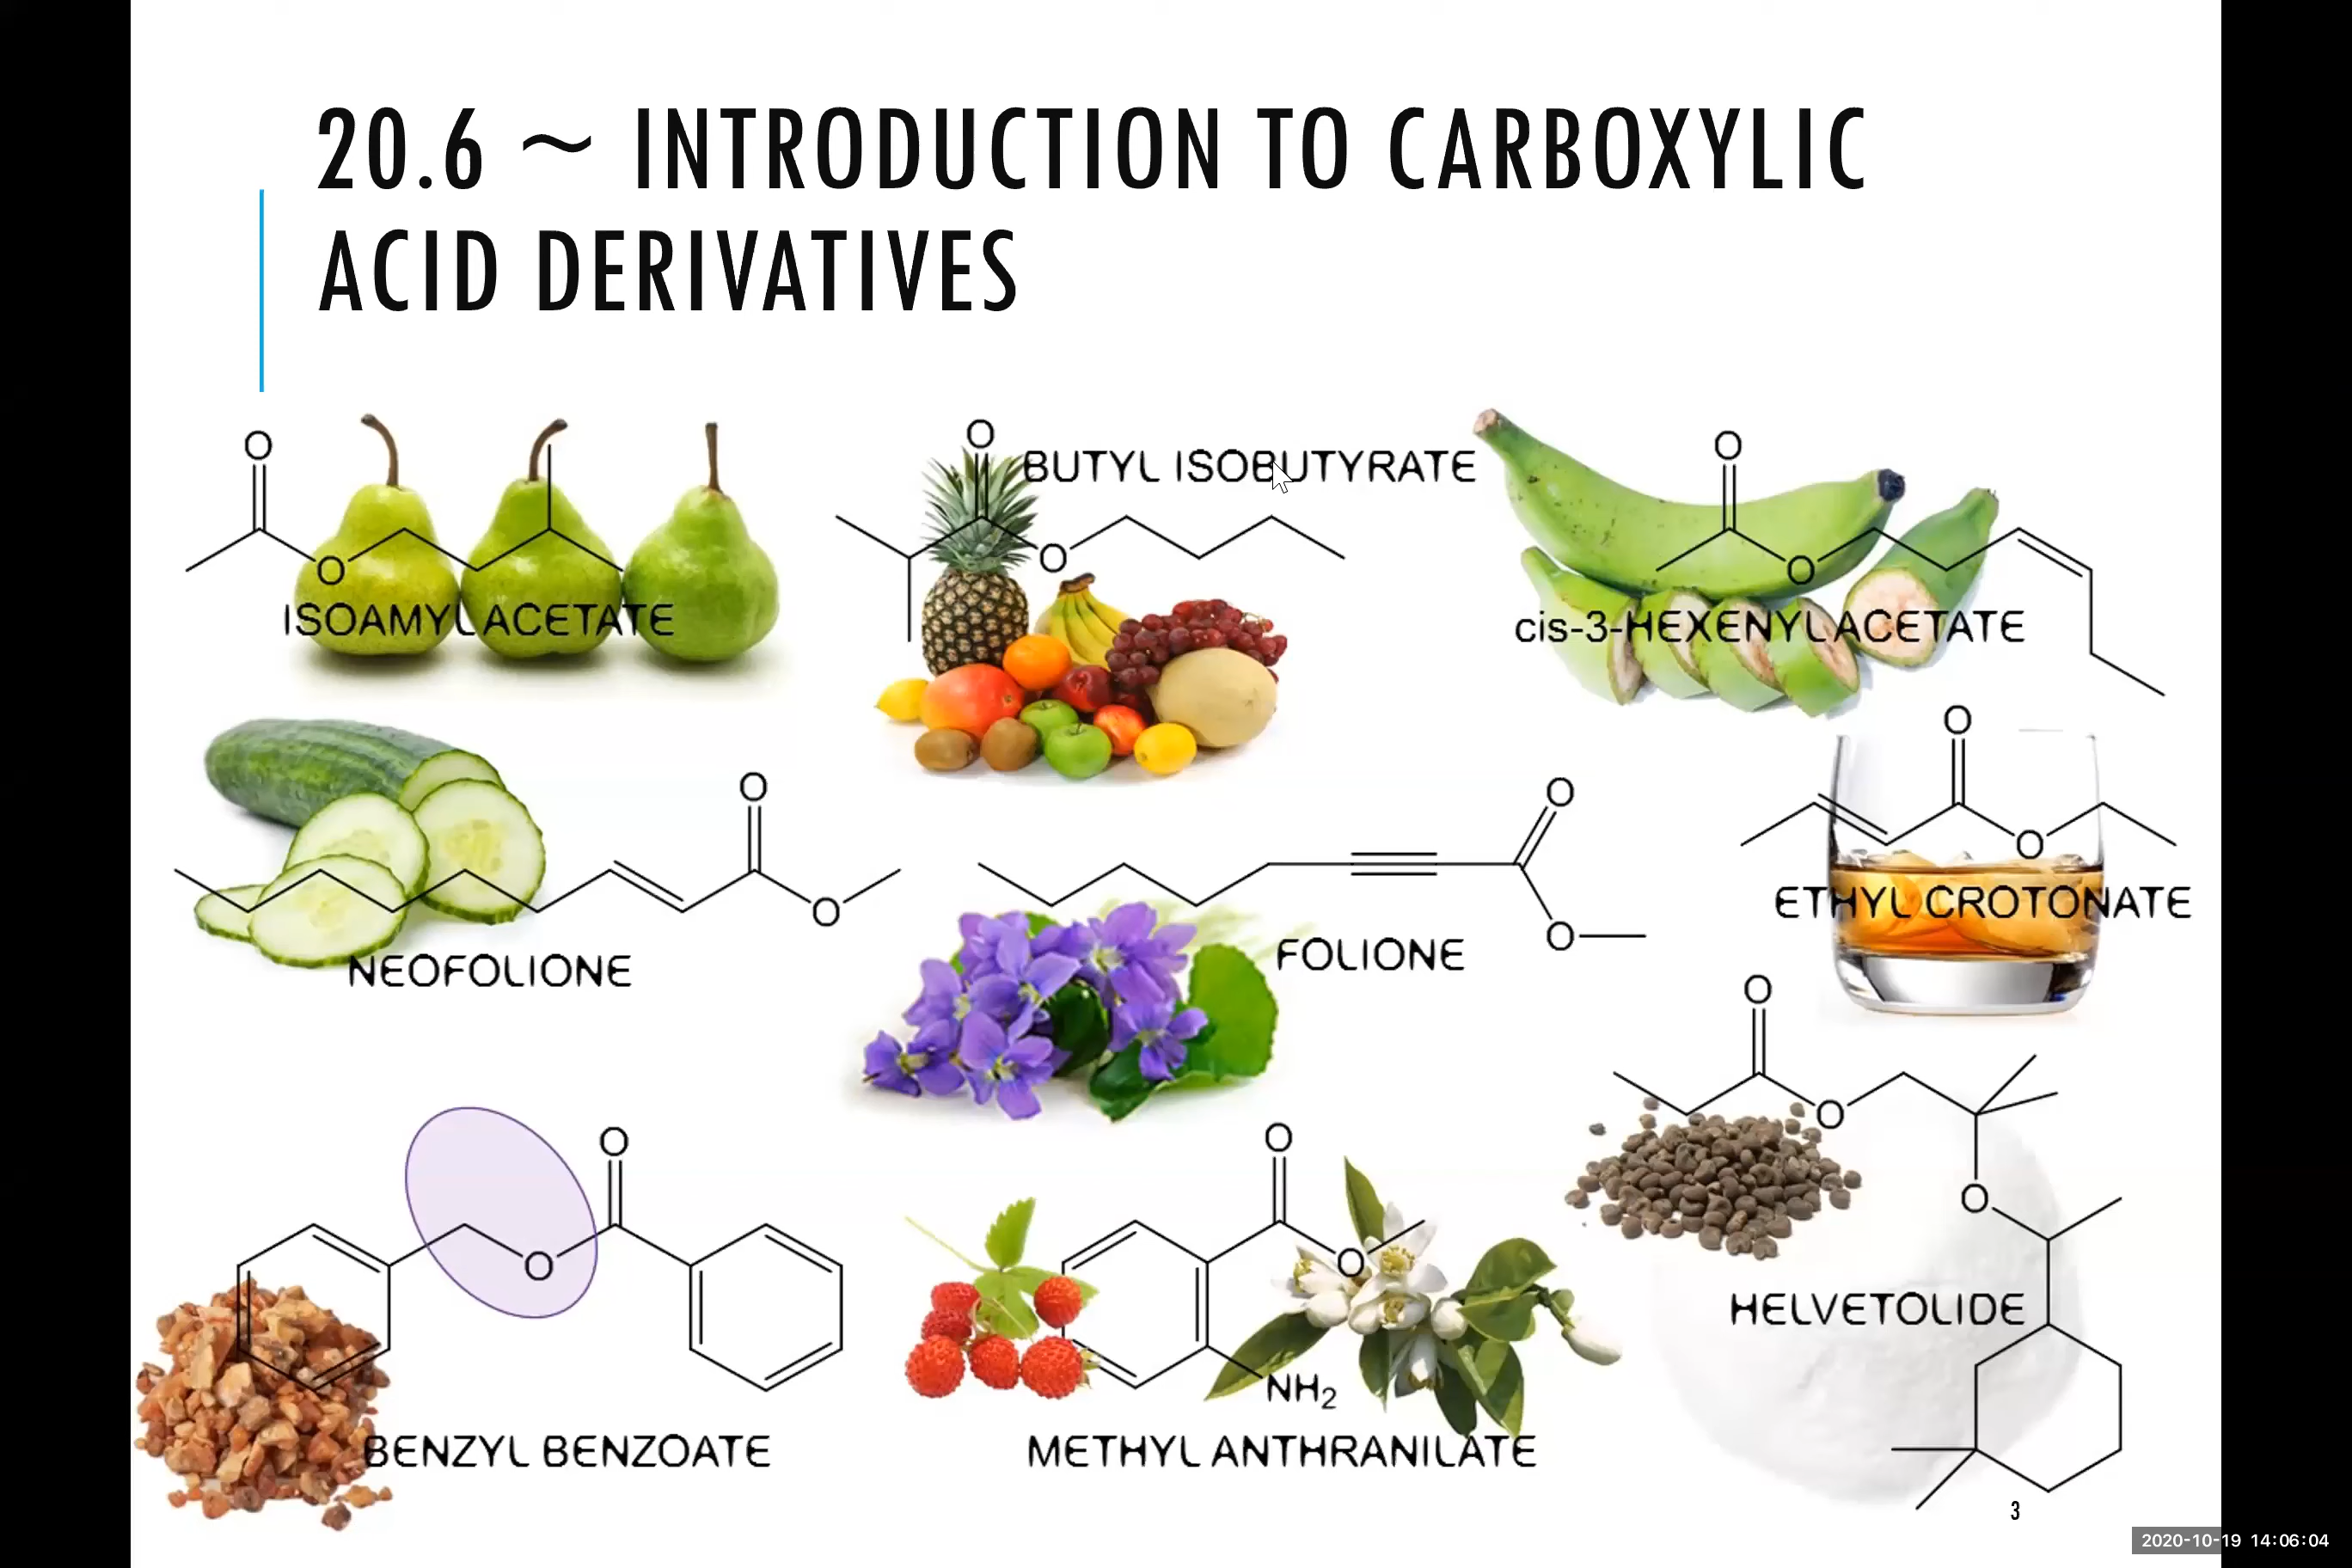 20.6 ~ INTRODUCTION TO CARBOXYLIC
ACID DERIVATIVES
O
O
ISOAMYL ACETATE
O
BUTYL ISOBUTYRATE
O
O
O
cis-3-HEXENYL ACETATE
O
O
NEOFOLIONE
O
O
FOLIONE
O
O
ETHYL CROTONATE
O
O
BENZYL BENZOATE
O
O
NH2
METHYL ANTHRANILATE
O
O
O
HELVETOLIDE
3
2020-10-19 14:06:04